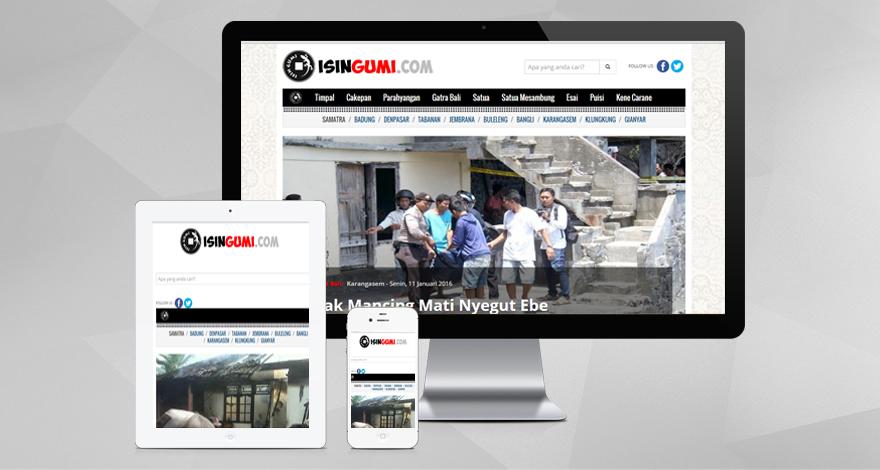 ISINGUMI
ISINGUMI.COM
Apa yang anda cari?
FOLLOW US
Timpal Cakepan Parahyangan Gatra Bali Satua Satua Mesambung Esai Puisi Kene Carane
SAMATRA / BADUNG / DENPASAR / TABANAN / JEMBRANA / BULELENG / BANGLI / KARANGASEM / KLUNGKUNG / GIANYAR
Bali Karangasem - Senin, 11 Januari 2016
ak Mancing Mati Nyegut Ebe
ISINGUMI.COM
Apa yang anda cari?
FOLLOW US
SAMATRA / BADUNG / DENPASAR / TABANAN / JEMBRANA / BULELENG / BANGLI
/ KARANGASEM / KLUNGKUNG / GIANYAR
ISINGUMI.COM